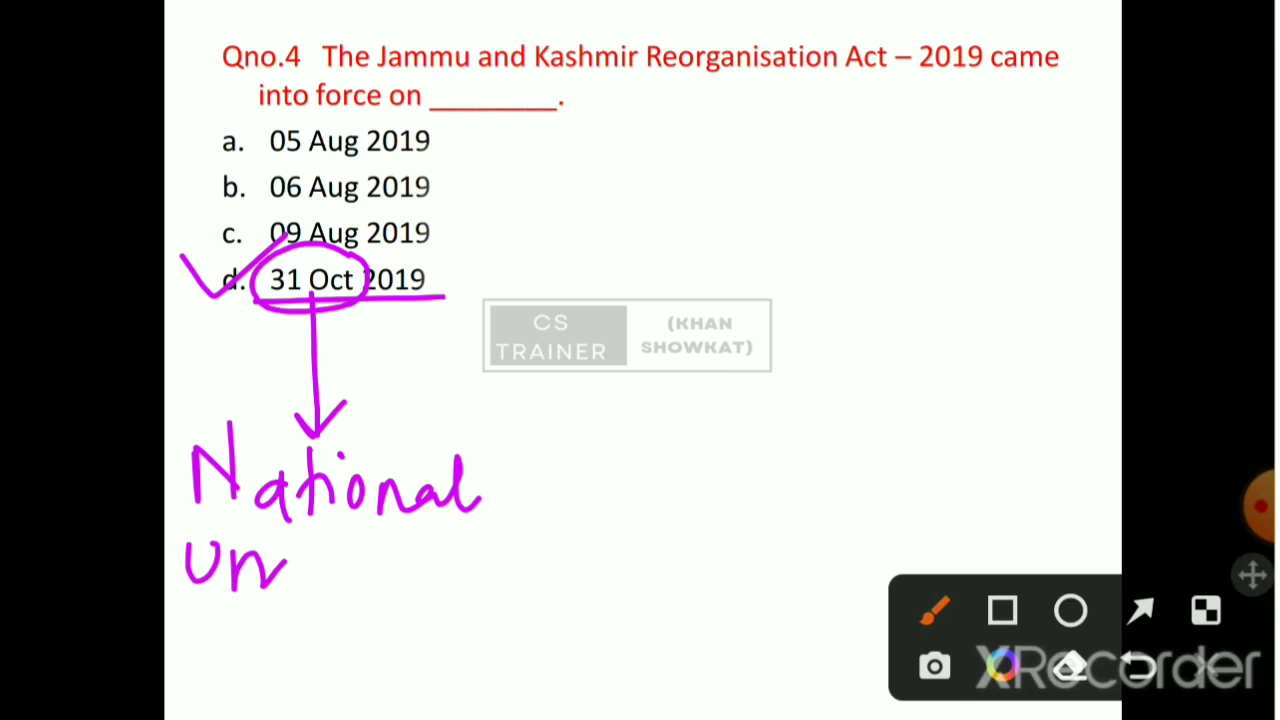 Qno.4 The Jammu and Kashmir Reorganisation Act – 2019 came
into force on ________.
a. 05 Aug 2019
b. 06 Aug 2019
c. 09 Aug 2019
d. 31 Oct 2019
CS (KHAN
TRAINER SHOWKAT)
National
Un
XRecorder